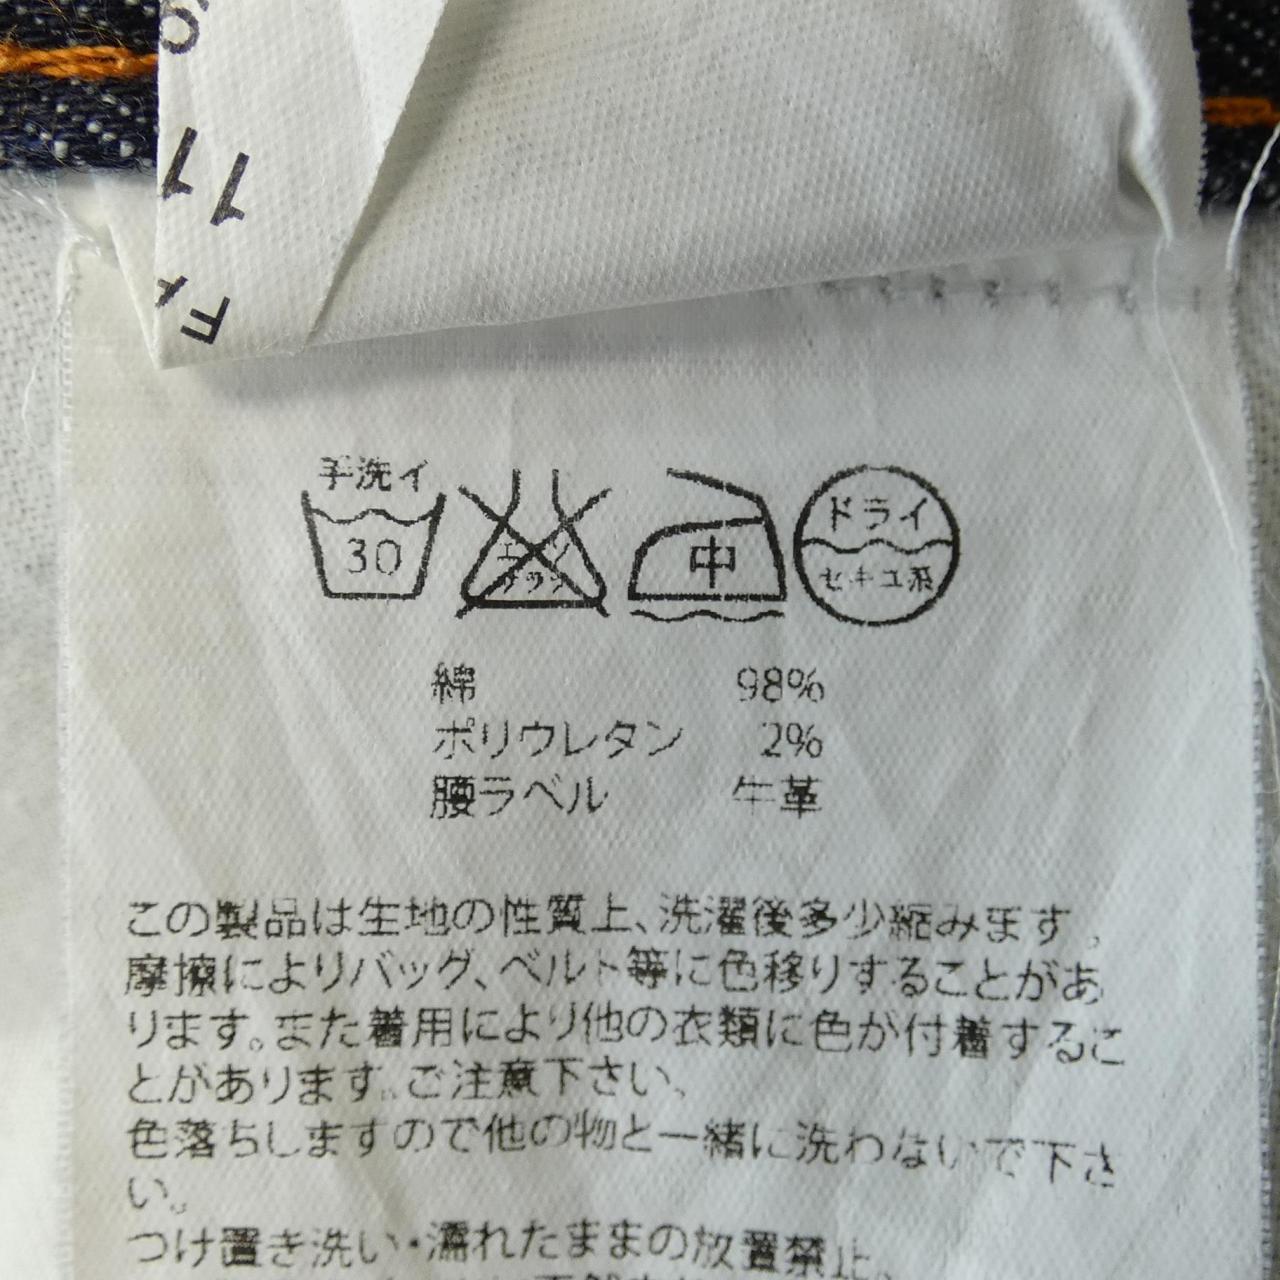 手洗イ
30
エンソ
サラシ
中
ドライ
セキユ系
綿 98%
ポリウレタン 2%
腰ラベル 牛革
この製品は生地の性質上、洗濯後多少縮みます。
摩擦によりバッグ、ベルト等に色移りすることがあ
ります。また着用により他の衣類に色が付着するこ
とがあります。ご注意下さい。
色落ちしますので他の物と一緒に洗わないで下さ
い。
つけ置き洗い・濡れたままの放置禁止。